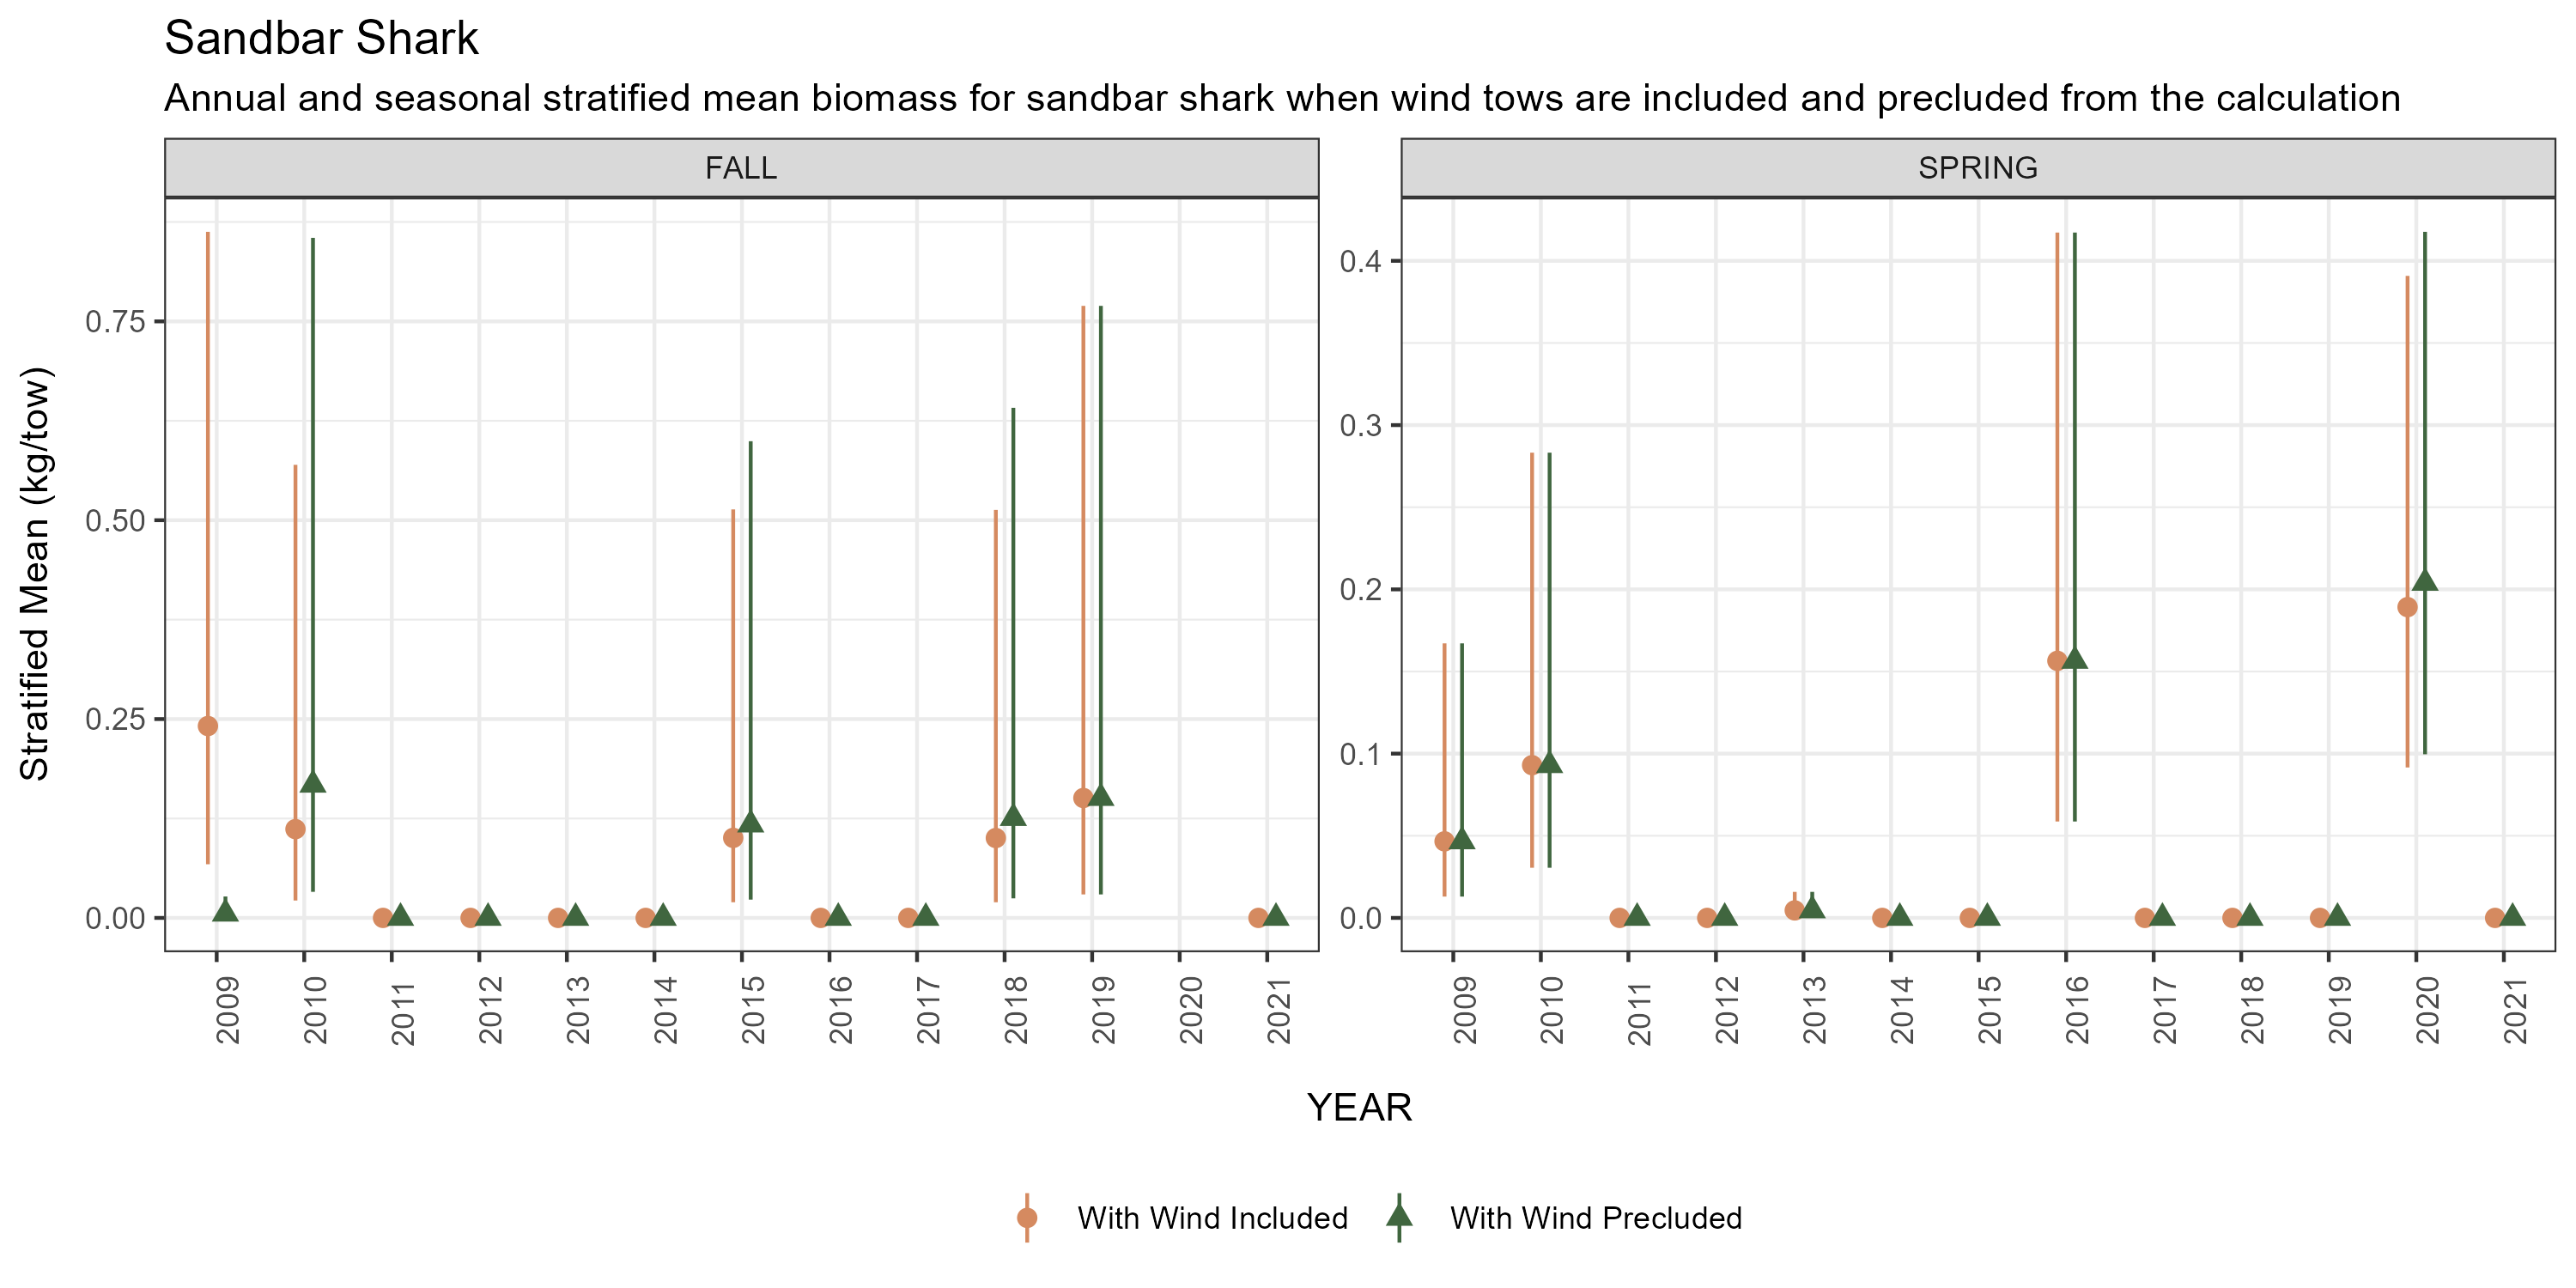 Sandbar Shark
Annual and seasonal stratified mean biomass for sandbar shark when wind tows are included and precluded from the calculation
FALL
SPRING
Stratified Mean (kg/tow)
0.75
0.50
0.25
0.00
0.4
0.3
0.2
0.1
0.0
2009 2010 2011 2012 2013 2014 2015 2016 2017 2018 2019 2020 2021
2009 2010 2011 2012 2013 2014 2015 2016 2017 2018 2019 2020 2021
YEAR
With Wind Included With Wind Precluded